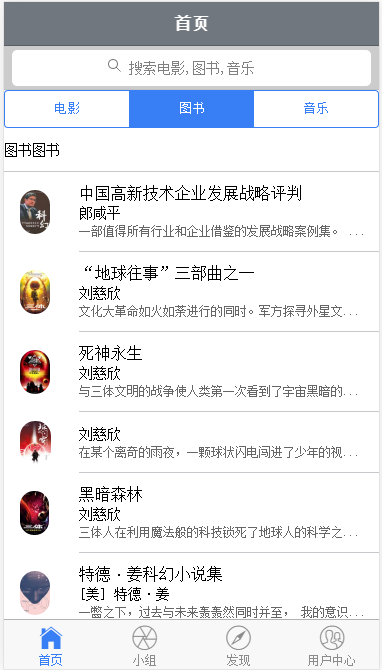 首页
搜索电影,图书,音乐
电影
图书
音乐
图书图书
中国高新技术企业发展战略评判
郎咸平
一部值得所有行业和企业借鉴的发展战略案例集。 ...
“地球往事”三部曲之一
刘慈欣
文化大革命如火如荼进行的同时。军方探寻外星文...
死神永生
刘慈欣
与三体文明的战争使人类第一次看到了宇宙黑暗的...
刘慈欣
在某个离奇的雨夜，一颗球状闪电闯进了少年的视...
黑暗森林
刘慈欣
三体人在利用魔法般的科技锁死了地球人的科学之...
特德·姜科幻小说集
[美] 特德·姜
一瞥之下，过去与未来轰轰然同时并至， 我的意识...
首页
小组
发现
用户中心